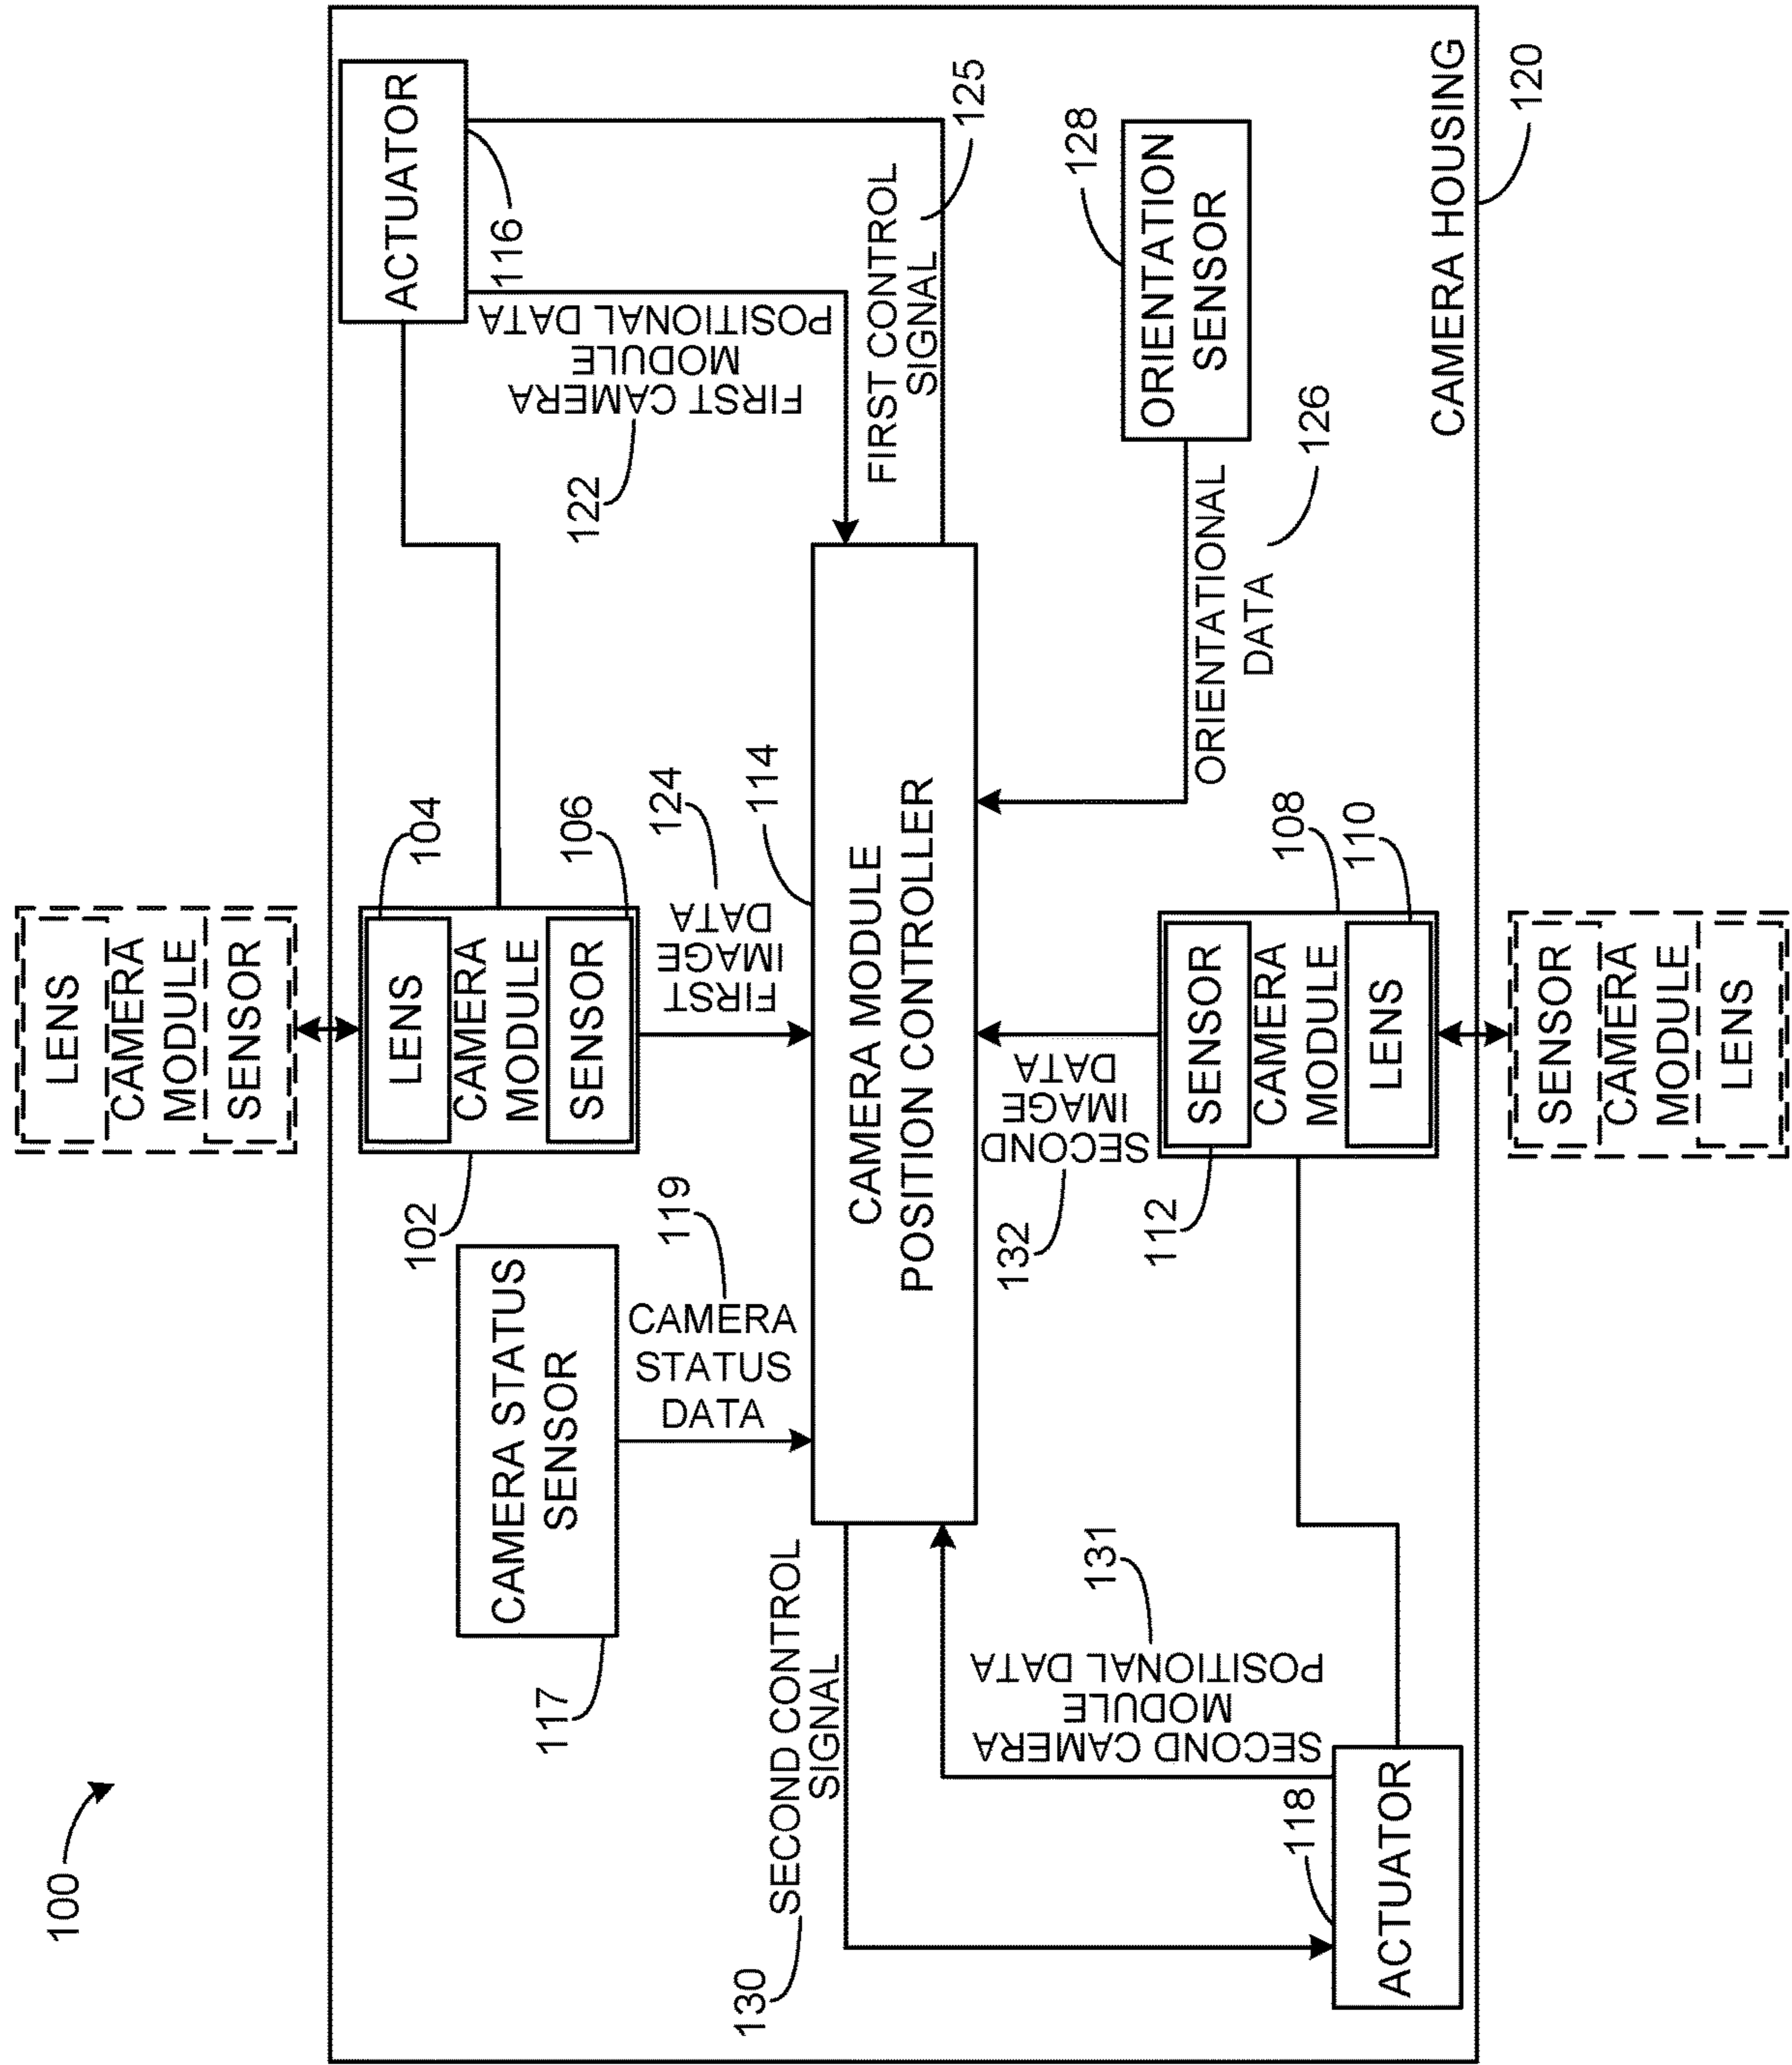 100
LENS
CAMERA
MODULE
SENSOR
LENS
CAMERA
MODULE
SENSOR
102
104
106
CAMERA STATUS
SENSOR
117
119
CAMERA
STATUS
DATA
FIRST
IMAGE
DATA
124
ACTUATOR
116
FIRST CAMERA
MODULE
POSITIONAL DATA
122
FIRST CONTROL
SIGNAL
125
CAMERA MODULE
POSITION CONTROLLER
114
130
SECOND CONTROL
SIGNAL
SECOND CAMERA
MODULE
POSITIONAL DATA
131
ACTUATOR
118
SECOND
IMAGE
DATA
132
SENSOR
CAMERA
MODULE
LENS
112
108
110
ORIENTATIONAL
DATA
126
ORIENTATION
SENSOR
128
CAMERA HOUSING
120
SENSOR
CAMERA
MODULE
LENS